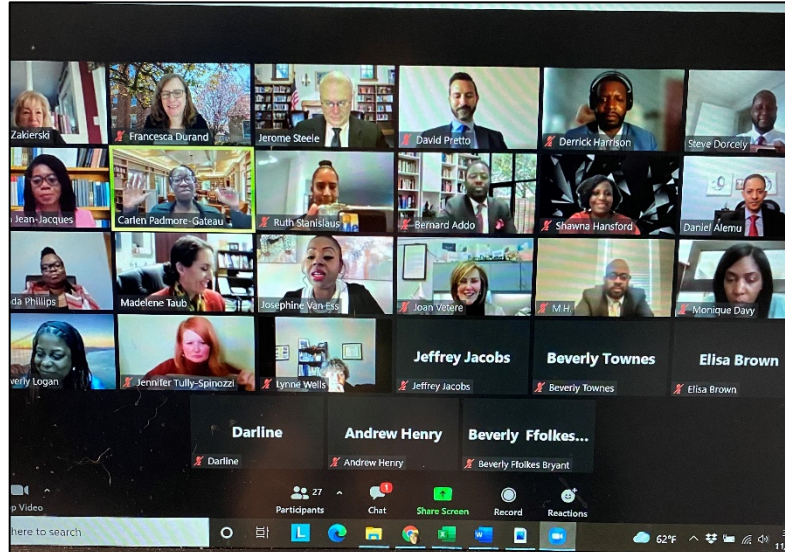 Zakierski
Francesca Durand
Jerome Steele
David Pretto
Derrick Harrison
Steve Dorcely
Jean-Jacques
Carlen Padmore-Gateau
Ruth Stanislaus
Bernard Addo
Shawna Hansford
Daniel Alemu
da Phillips
Madelene Taub
Josephine Van-Ess
Joan Vetere
M.H.
Monique Davy
verly Logan
Jennifer Tully-Spinozzi
Lynne Wells
Jeffrey Jacobs
Jeffrey Jacobs
Beverly Townes
Beverly Townes
Elisa Brown
Elisa Brown
Darline
Darline
Andrew Henry
Andrew Henry
Beverly Ffolkes...
Beverly Ffolkes Bryant
p Video
27
Participants
1
Chat
Share Screen
Record
Reactions
here to search
L
62°F
11